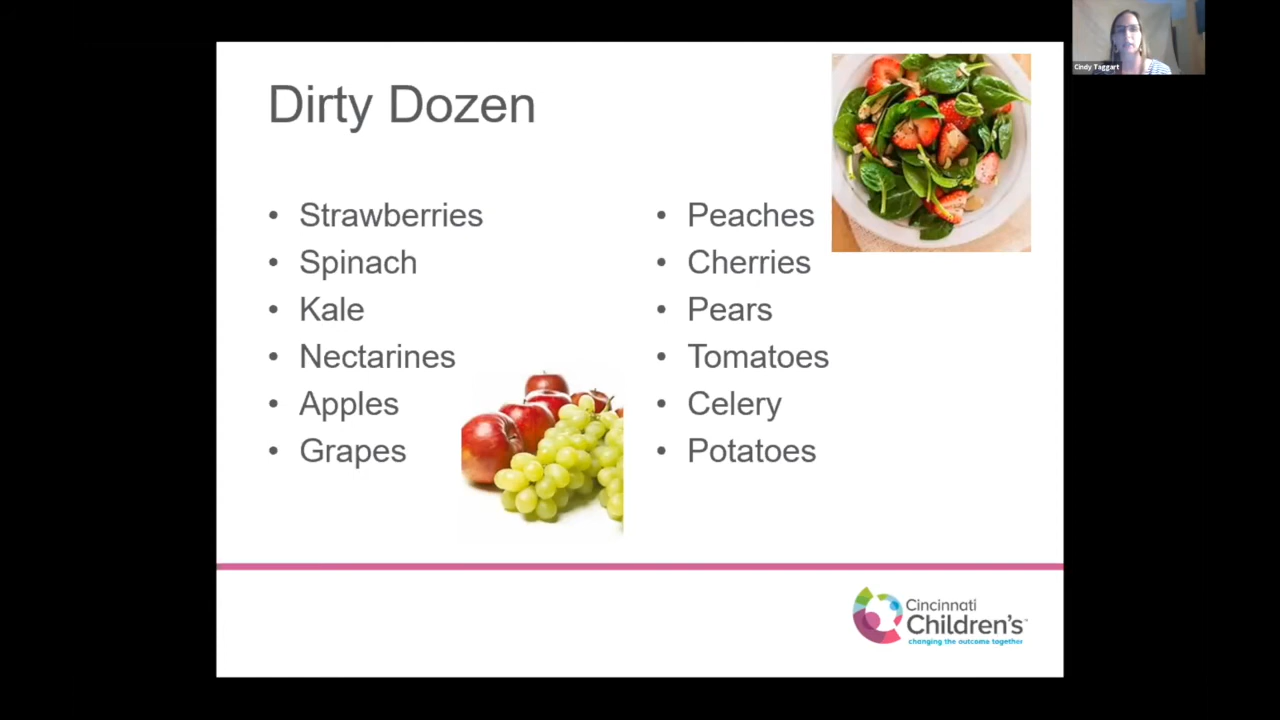 Dirty Dozen
• Strawberries
• Spinach
• Kale
• Nectarines
• Apples
• Grapes
• Peaches
• Cherries
• Pears
• Tomatoes
• Celery
• Potatoes
Cincinnati
Children's™
changing the outcome together
Cindy Taggart